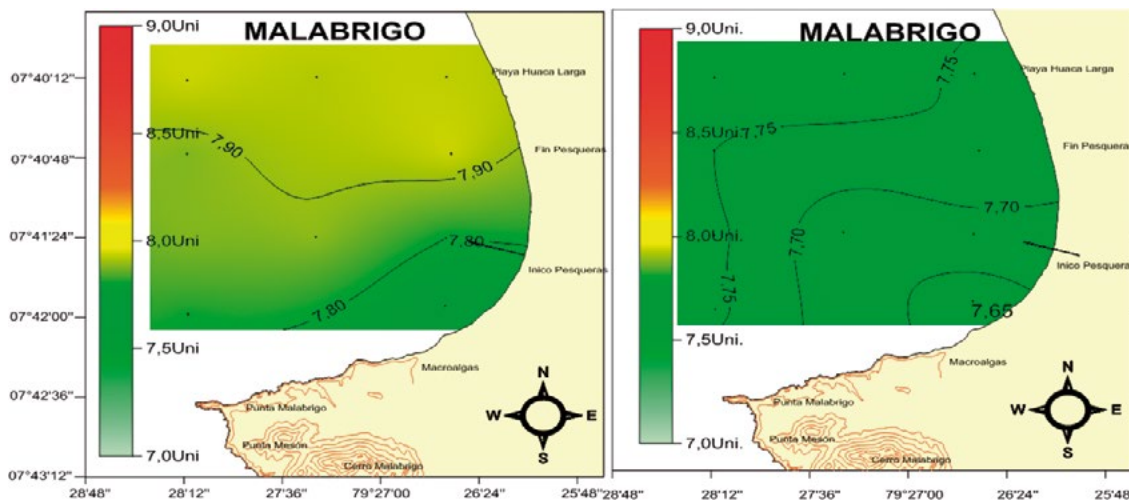 MALABRIGO
9,0Uni
8,5Uni
8,0Uni
7,5Uni
7,0Uni
07°40'12"
07°40'48"
07°41'24"
07°42'00"
07°42'36"
07°43'12"
Playa Huaca Larga
Fin Pesqueras
Inico Pesqueras
Macroalgas
Punta Malabrigo
Punta Mesón
Cerro Malabrigo
7,90
7,90
7,80
7,80
N
W
E
S
28'48"
28'12"
27'36"
79°27'00"
26'24"
25'48"
MALABRIGO
9,0Uni.
8,5Uni.
8,0Uni.
7,5Uni.
7,0Uni.
Playa Huaca Larga
Fin Pesquera
Inico Pesquera
Macroalgas
Punta Malabrigo
Punta Mesón
Cerro Malabrigo
7,75
7,75
7,75
7,70
7,70
7,65
N
W
E
S
28'12"
27'36"
79°27'00"
26'24"
25'48"